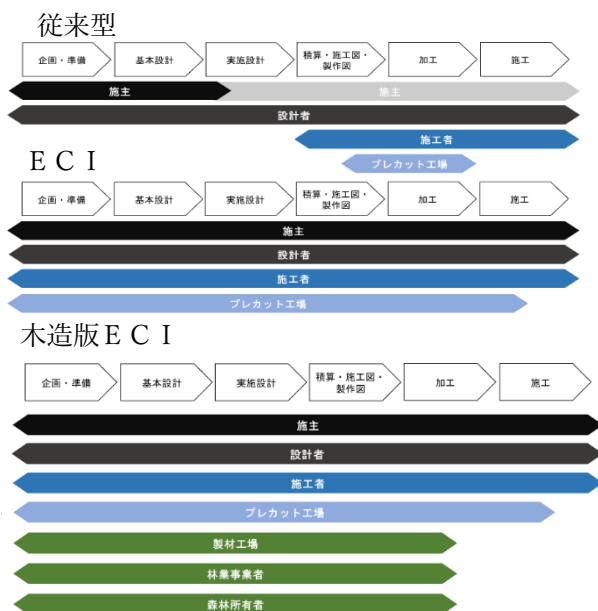 従来型
企画・準備
基本設計
実施設計
積算・施工図・
製作図
加工
施工
施主
施主
設計者
施工者
プレカット工場
ＥＣＩ
企画・準備
基本設計
実施設計
積算・施工図・
製作図
加工
施工
施主
設計者
施工者
プレカット工場
木造版ＥＣＩ
企画・準備
基本設計
実施設計
積算・施工図・
製作図
加工
施工
施主
設計者
施工者
プレカット工場
製材工場
林業事業者
森林所有者